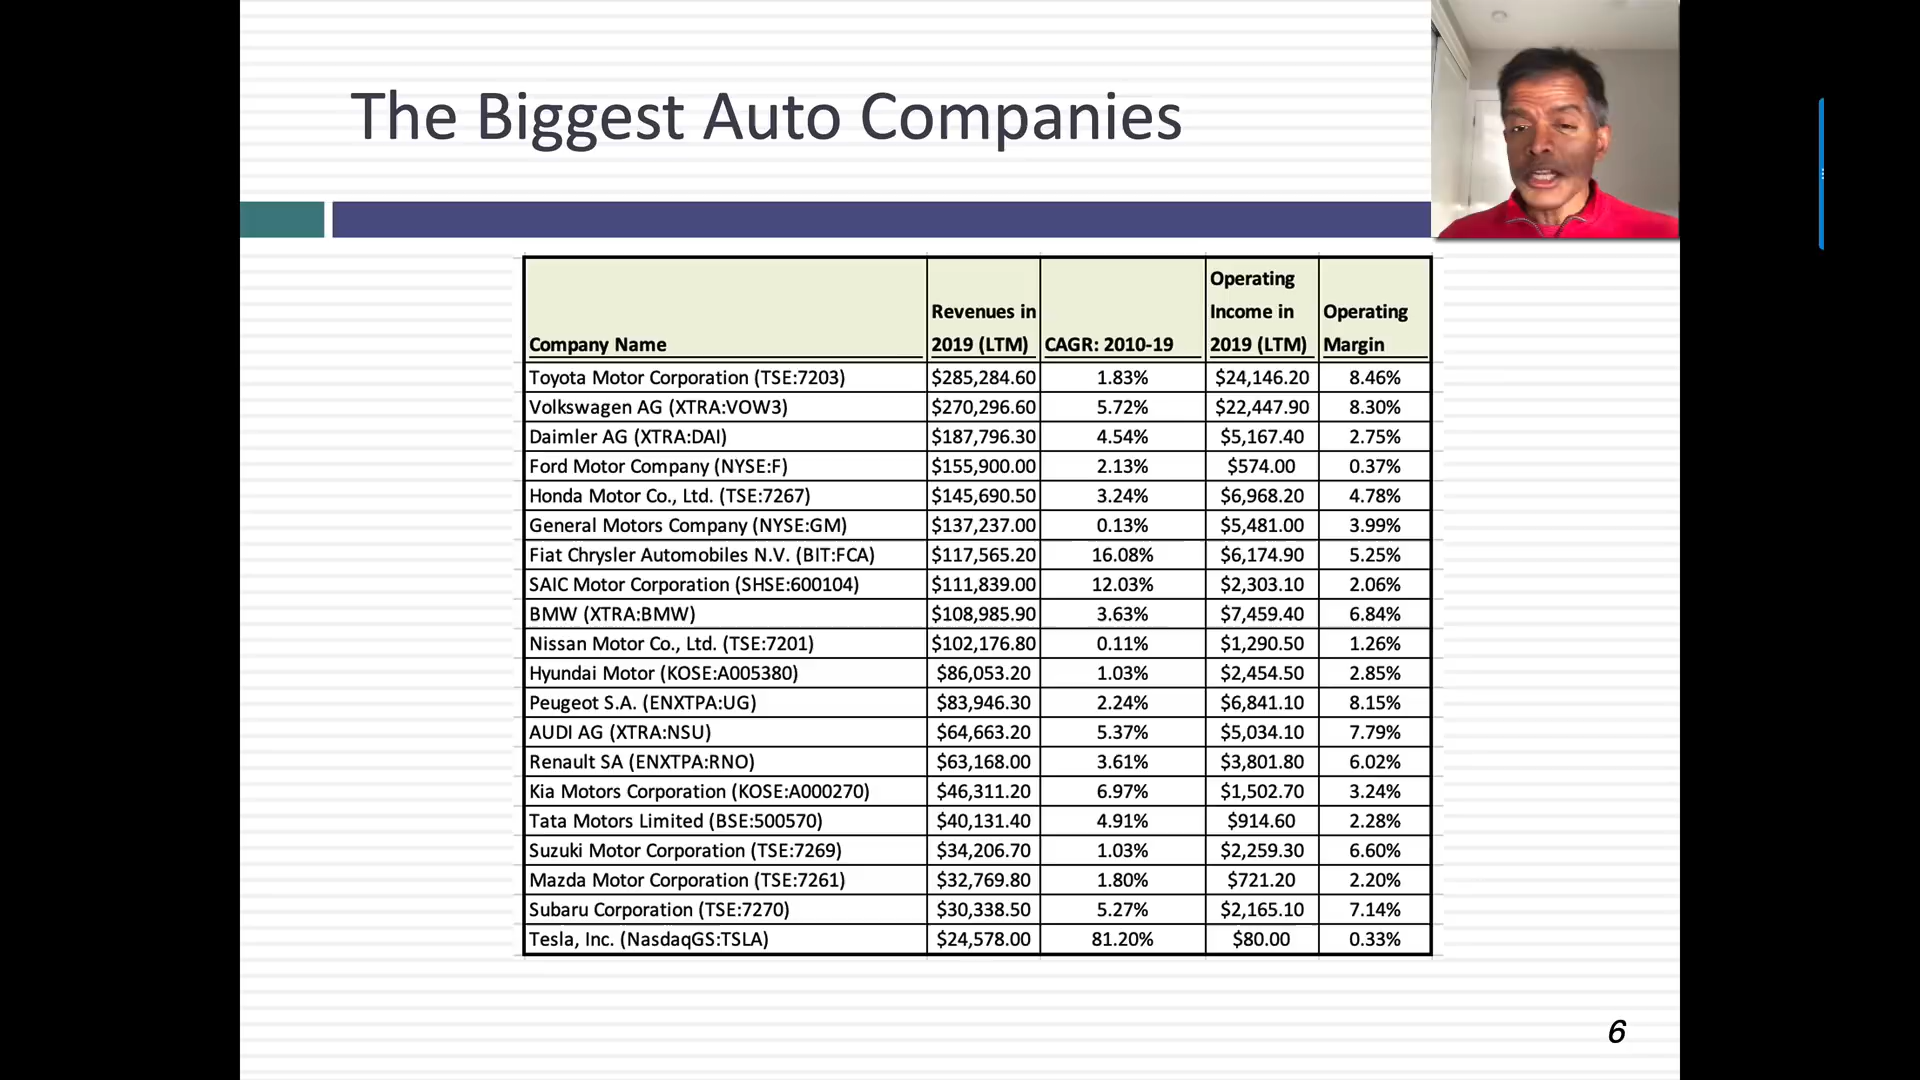 The Biggest Auto Companies
Company Name Revenues in 2019 (LTM) CAGR: 2010-19 Operating Income in 2019 (LTM) Operating Margin
Toyota Motor Corporation (TSE:7203) $285,284.60 1.83% $24,146.20 8.46%
Volkswagen AG (XTRA:VOW3) $270,296.60 5.72% $22,447.90 8.30%
Daimler AG (XTRA:DAI) $187,796.30 4.54% $5,167.40 2.75%
Ford Motor Company (NYSE:F) $155,900.00 2.13% $574.00 0.37%
Honda Motor Co., Ltd. (TSE:7267) $145,690.50 3.24% $6,968.20 4.78%
General Motors Company (NYSE:GM) $137,237.00 0.13% $5,481.00 3.99%
Fiat Chrysler Automobiles N.V. (BIT:FCA) $117,565.20 16.08% $6,174.90 5.25%
SAIC Motor Corporation (SHSE:600104) $111,839.00 12.03% $2,303.10 2.06%
BMW (XTRA:BMW) $108,985.90 3.63% $7,459.40 6.84%
Nissan Motor Co., Ltd. (TSE:7201) $102,176.80 0.11% $1,290.50 1.26%
Hyundai Motor (KOSE:A005380) $86,053.20 1.03% $2,454.50 2.85%
Peugeot S.A. (ENXTPA:UG) $83,946.30 2.24% $6,841.10 8.15%
AUDI AG (XTRA:NSU) $64,663.20 5.37% $5,034.10 7.79%
Renault SA (ENXTPA:RNO) $63,168.00 3.61% $3,801.80 6.02%
Kia Motors Corporation (KOSE:A000270) $46,311.20 6.97% $1,502.70 3.24%
Tata Motors Limited (BSE:500570) $40,131.40 4.91% $914.60 2.28%
Suzuki Motor Corporation (TSE:7269) $34,206.70 1.03% $2,259.30 6.60%
Mazda Motor Corporation (TSE:7261) $32,769.80 1.80% $721.20 2.20%
Subaru Corporation (TSE:7270) $30,338.50 5.27% $2,165.10 7.14%
Tesla, Inc. (NasdaqGS:TSLA) $24,578.00 81.20% $80.00 0.33%
6